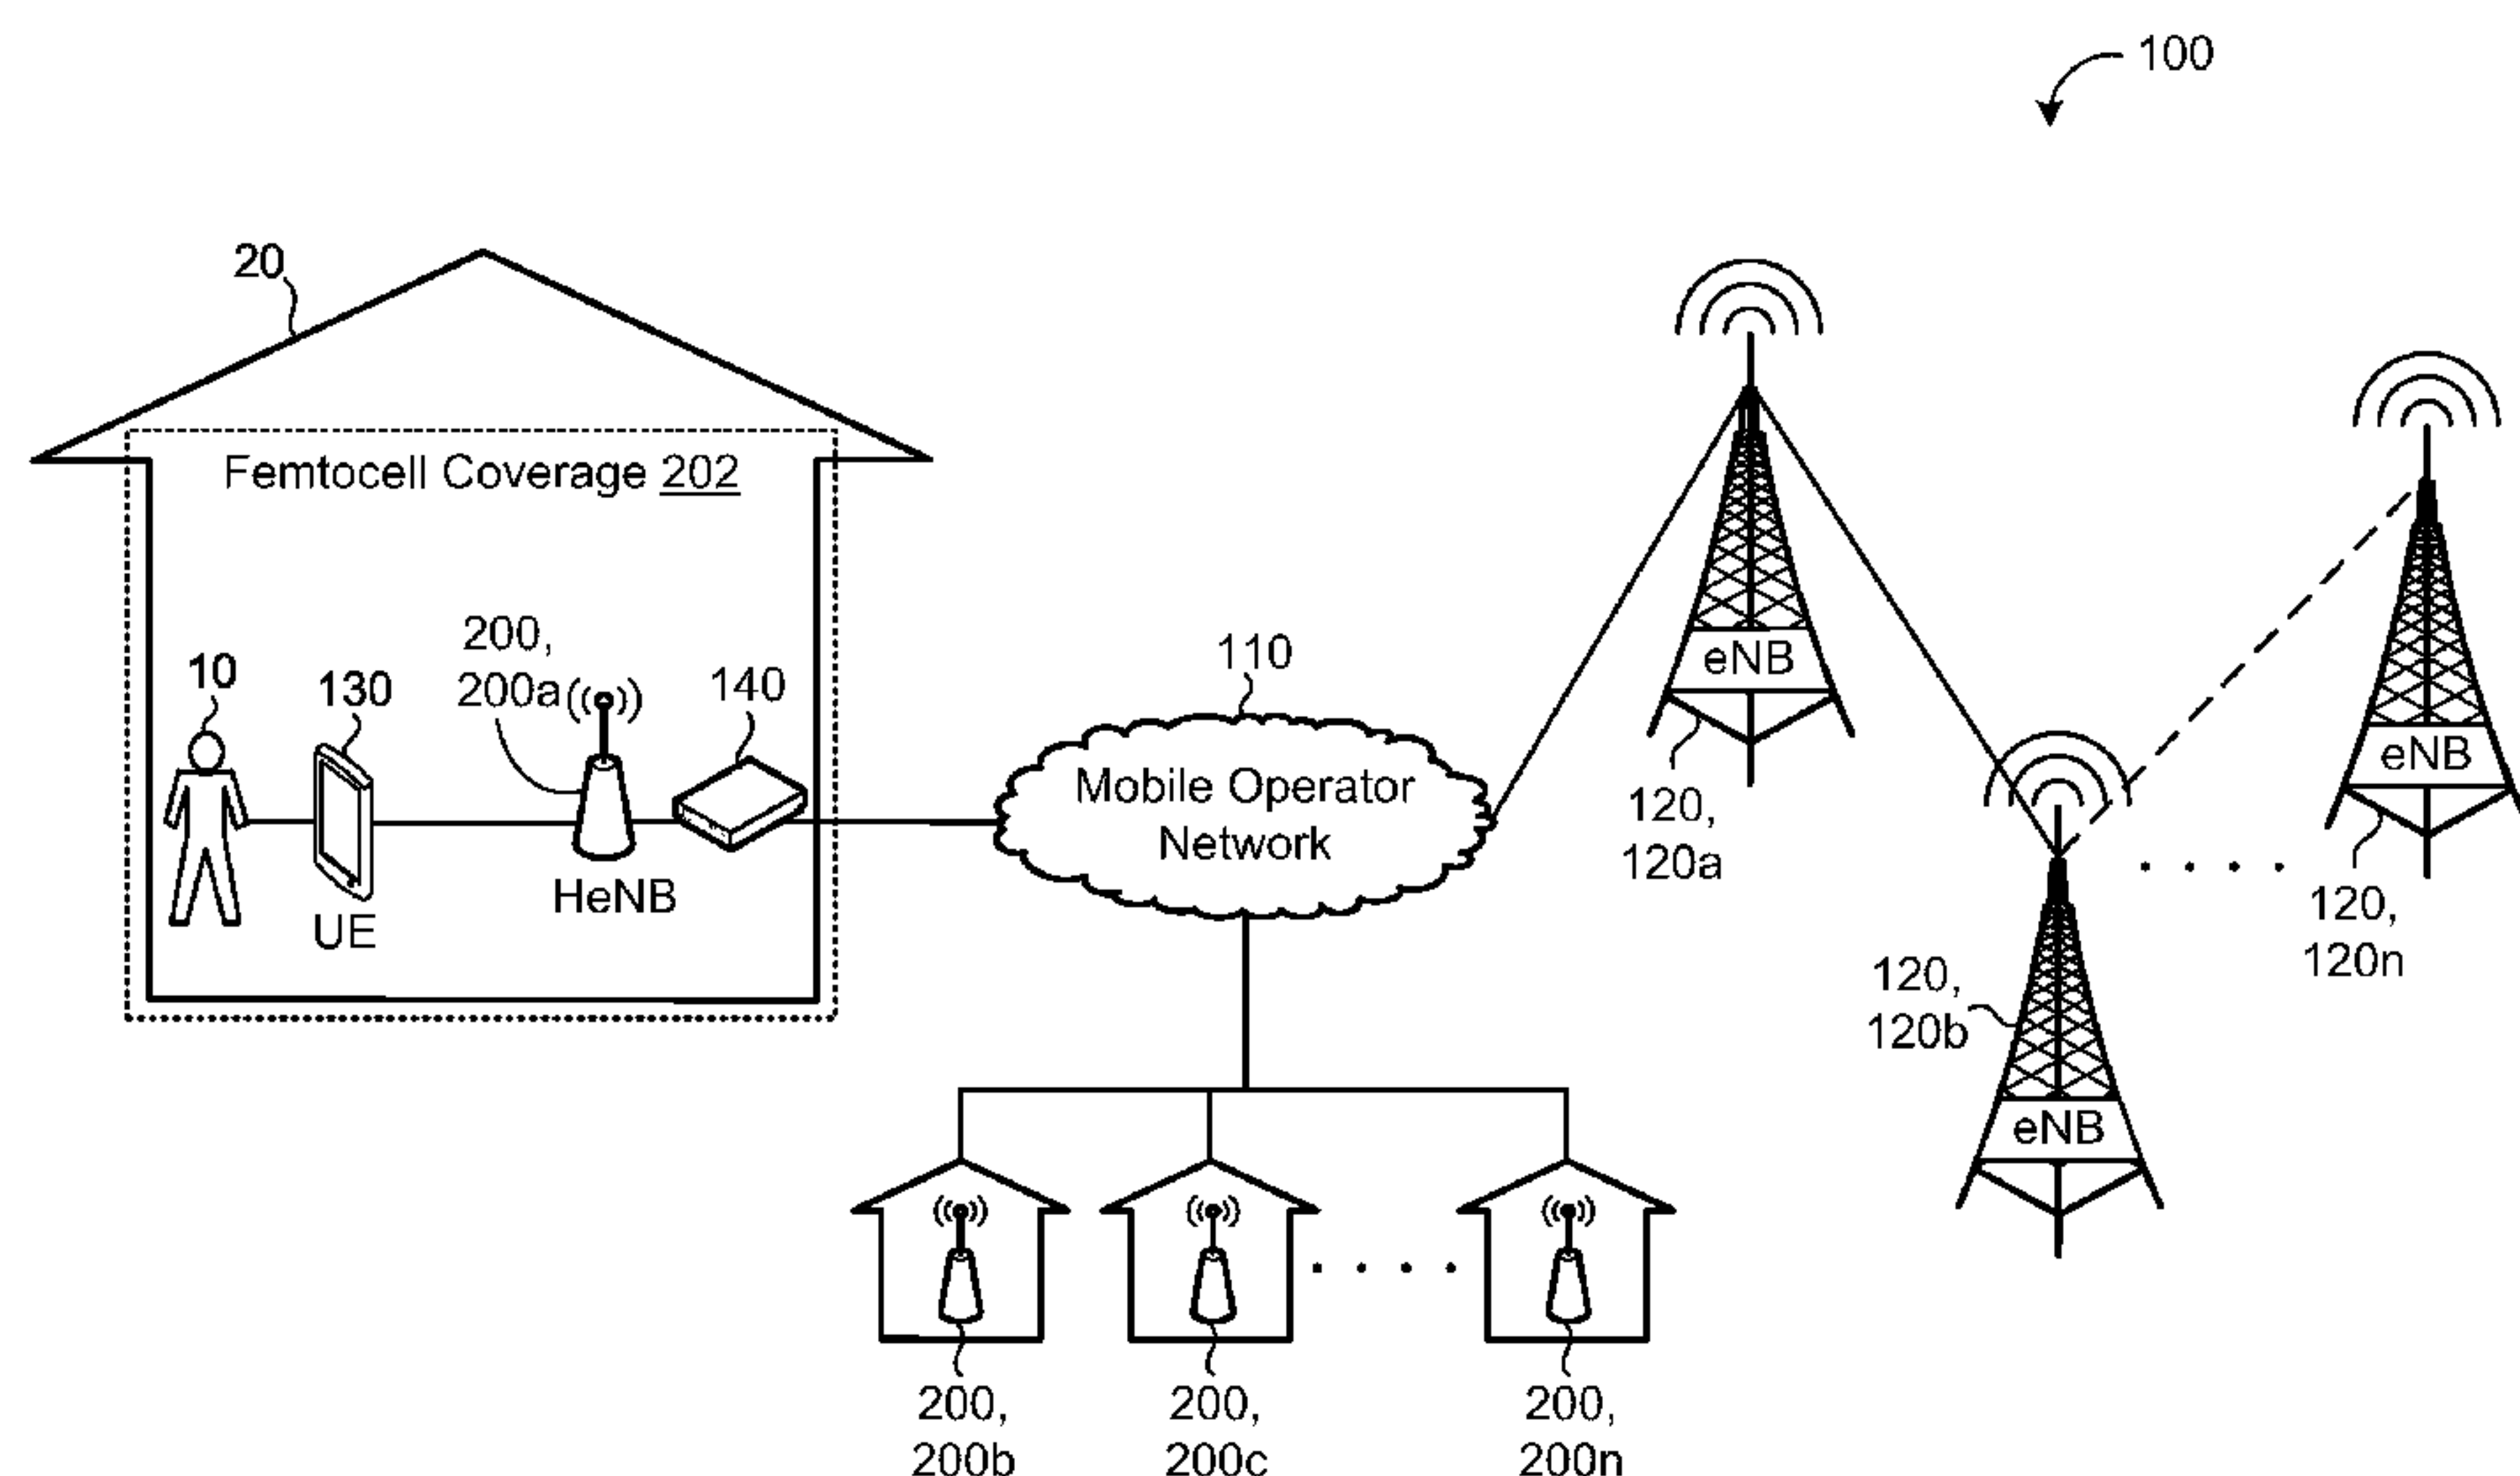 100
20
Femtocell Coverage 202
200,
200a
10
130
140
UE
HeNB
110
Mobile Operator
Network
eNB
120,
120a
eNB
120,
120n
120,
120b
eNB
200,
200b
200,
200c
200,
200n